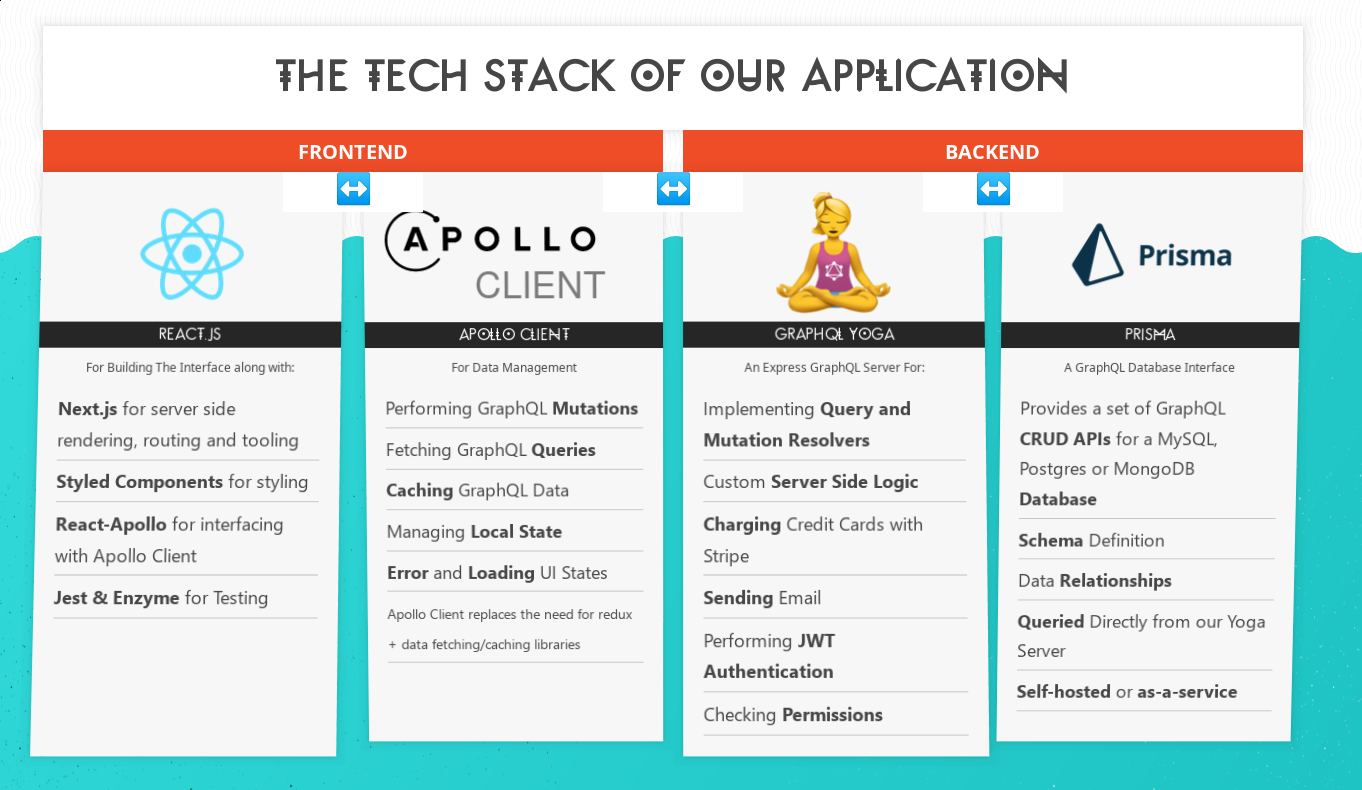 THE TECH STACK OF OUR APPLICATION
FRONTEND
BACKEND
APOLLO
CLIENT
Prisma
REACT.JS
For Building The Interface along with:
Next.js for server side
rendering, routing and tooling
Styled Components for styling
React-Apollo for interfacing
with Apollo Client
Jest & Enzyme for Testing
APOLLO CLIENT
For Data Management
Performing GraphQL Mutations
Fetching GraphQL Queries
Caching GraphQL Data
Managing Local State
Error and Loading UI States
Apollo Client replaces the need for redux
+ data fetching/caching libraries
GRAPHQL YOGA
An Express GraphQL Server For:
Implementing Query and
Mutation Resolvers
Custom Server Side Logic
Charging Credit Cards with
Stripe
Sending Email
Performing JWT
Authentication
Checking Permissions
PRISMA
A GraphQL Database Interface
Provides a set of GraphQL
CRUD APIs for a MySQL,
Postgres or MongoDB
Database
Schema Definition
Data Relationships
Queried Directly from our Yoga
Server
Self-hosted or as-a-service